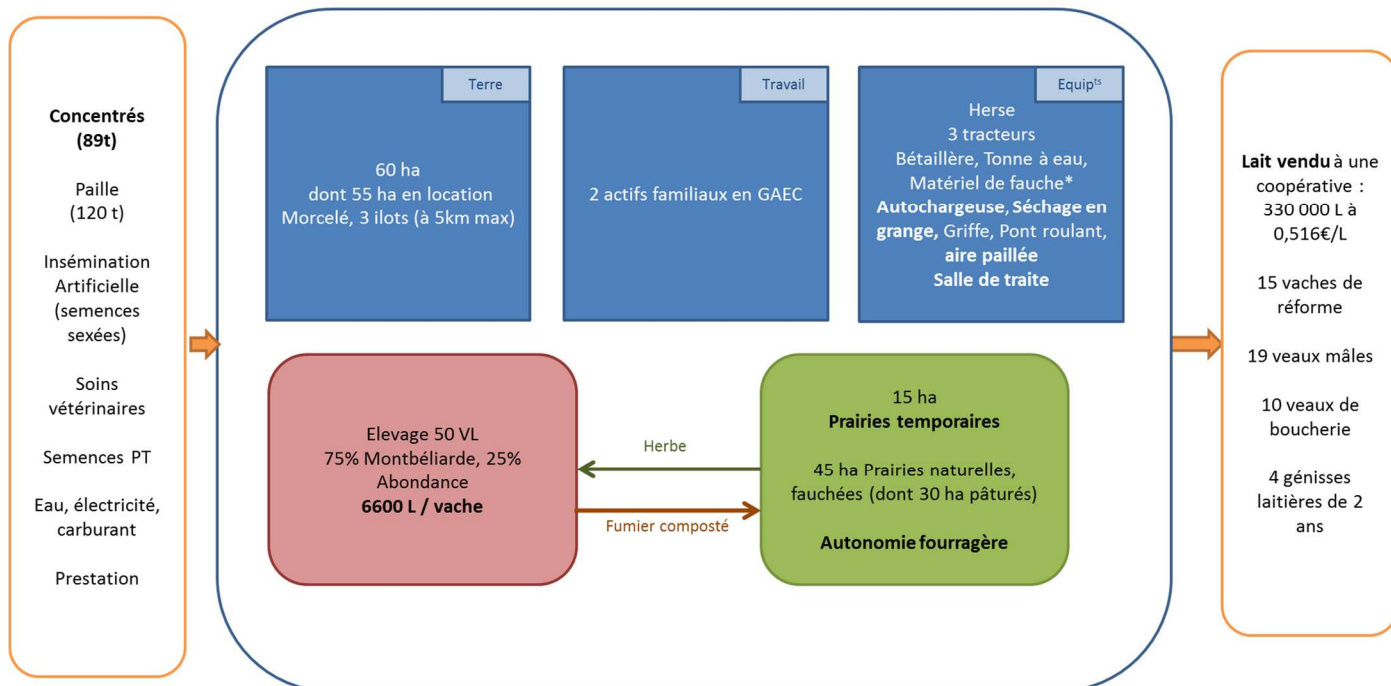 Concentrés
(89t)
Paille
(120 t)
Insémination
Artificielle
(semences
sexées)
Soins
vétérinaires
Semences PT
Eau, électricité,
carburant
Prestation
Terre
60 ha
dont 55 ha en location
Morcelé, 3 ilots (à 5km max)
Travail
2 actifs familiaux en GAEC
Equipts
Herse
3 tracteurs
Bétaillère, Tonne à eau,
Matériel de fauche*
Autochargeuse, Séchage en
grange, Griffe, Pont roulant,
aire paillée
Salle de traite
Elevage 50 VL
75% Montbéliarde, 25%
Abondance
6600 L / vache
Herbe
Fumier composté
15 ha
Prairies temporaires
45 ha Prairies naturelles,
fauchées (dont 30 ha pâturés)
Autonomie fourragère
Lait vendu à une
coopérative :
330 000 L à
0,516€/L
15 vaches de
réforme
19 veaux mâles
10 veaux de
boucherie
4 génisses
laitières de 2
ans